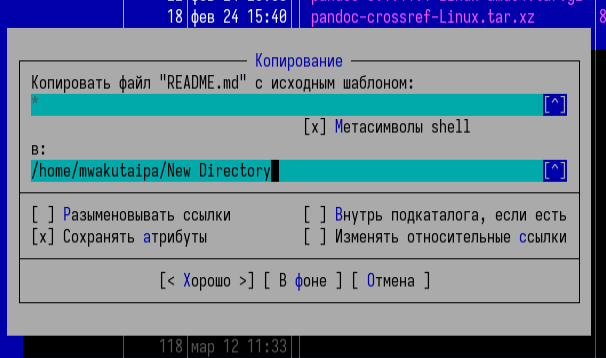 18 фев 24 15:40 pandoc-crossref-Linux.tar.xz 8
Копирование
Копировать файл "README.md" с исходным шаблоном:
* [^]
[x] Метасимволы shell
в:
/home/mwakutaipa/New Directory [^]
[ ] Разыменовывать ссылки [ ] Внутрь подкаталога, если есть
[x] Сохранять атрибуты [ ] Изменять относительные ссылки
[< Хорошо >] [ В фоне ] [ Отмена ]
118 мар 12 11:33